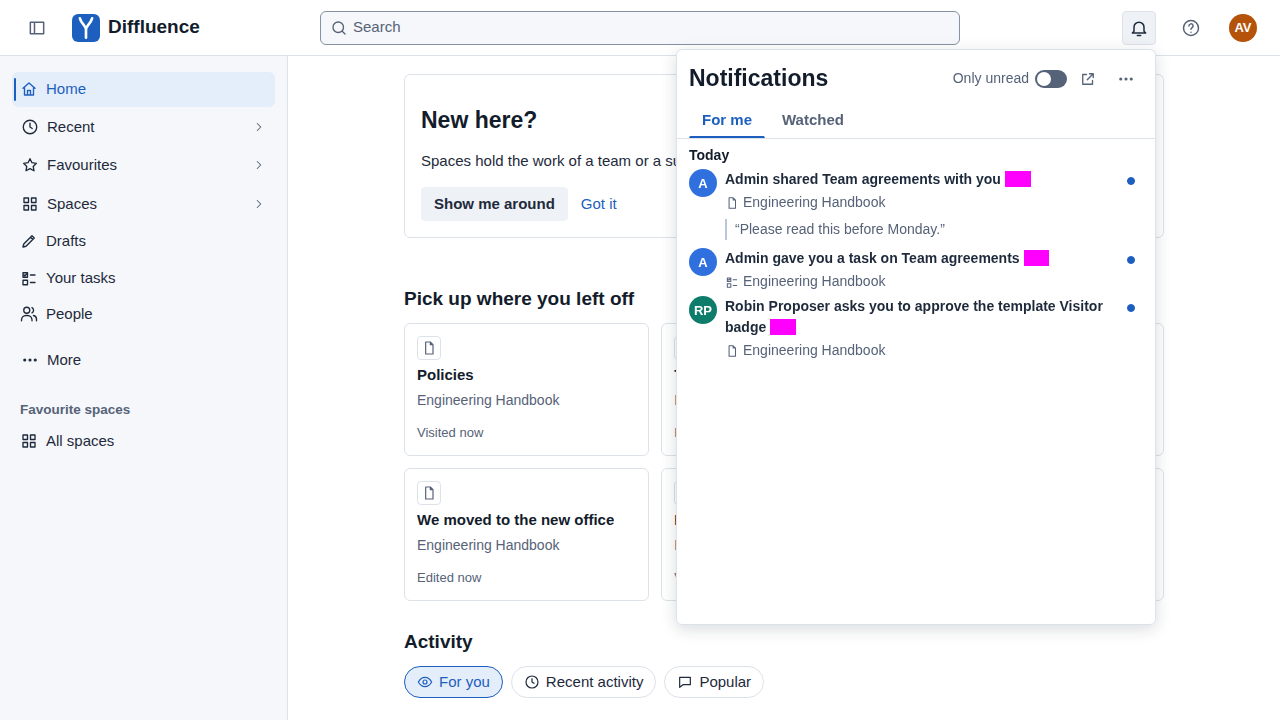 Diffluence
Search
AV
Home
Recent
Favourites
Spaces
Drafts
Your tasks
People
More
Favourite spaces
All spaces
New here?
Spaces hold the work of a team or a
Show me around
Got it
Pick up where you left off
Policies
Engineering Handbook
Visited now
We moved to the new office
Engineering Handbook
Edited now
Activity
For you
Recent activity
Popular
Notifications
Only unread
For me
Watched
Today
A
Admin shared Team agreements with you
Engineering Handbook
“Please read this before Monday.”
A
Admin gave you a task on Team agreements
Engineering Handbook
RP
Robin Proposer asks you to approve the template Visitor
badge
Engineering Handbook